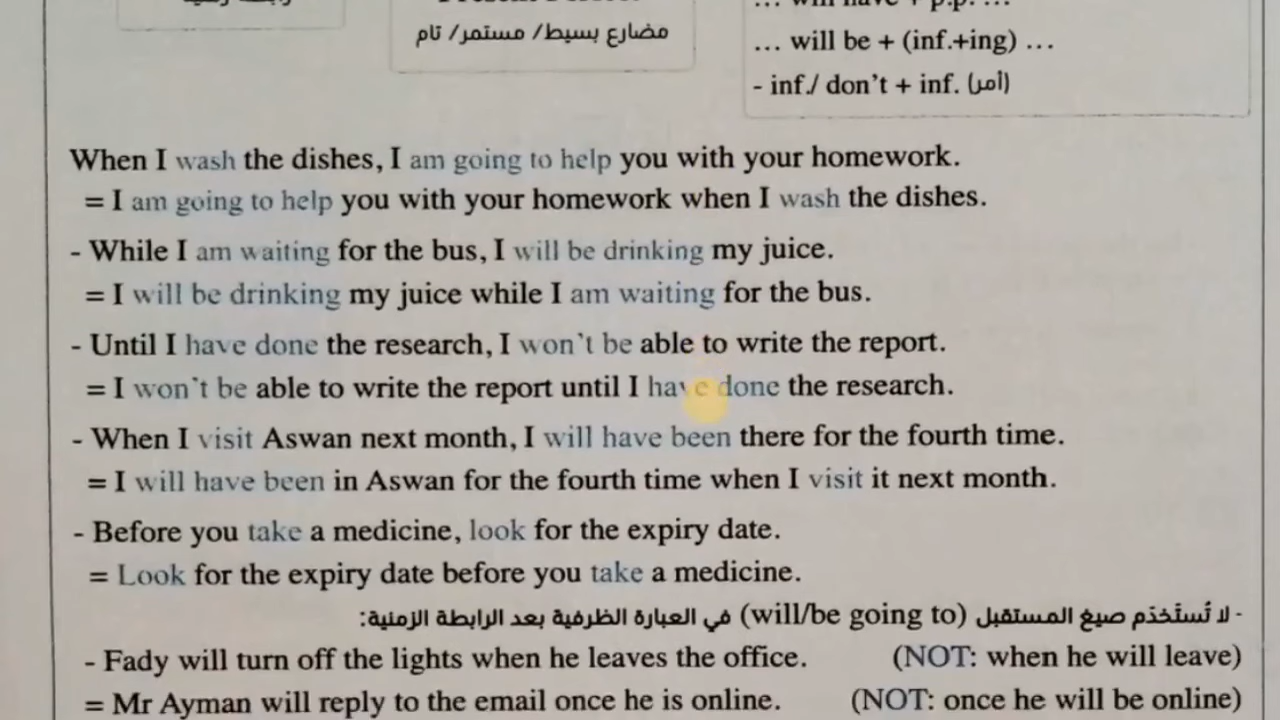 مضارع بسيط/ مستمر/ تام
... will be + (inf.+ing) ...
- inf./ don't + inf. (أمر)
When I wash the dishes, I am going to help you with your homework.
= I am going to help you with your homework when I wash the dishes.
- While I am waiting for the bus, I will be drinking my juice.
= I will be drinking my juice while I am waiting for the bus.
- Until I have done the research, I won't be able to write the report.
= I won't be able to write the report until I have done the research.
- When I visit Aswan next month, I will have been there for the fourth time.
= I will have been in Aswan for the fourth time when I visit it next month.
- Before you take a medicine, look for the expiry date.
= Look for the expiry date before you take a medicine.
- لا تُستَخدَم صيغ المستقبل (will/be going to) في العبارة الظرفية بعد الرابطة الزمنية:
- Fady will turn off the lights when he leaves the office. (NOT: when he will leave)
= Mr Ayman will reply to the email once he is online. (NOT: once he will be online)